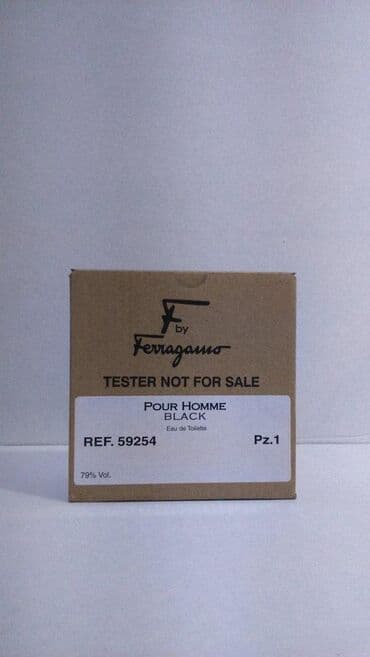 F by
Ferragamo
TESTER NOT FOR SALE
POUR HOMME
BLACK
Eau de Toilette
REF. 59254 Pz.1
79% Vol.